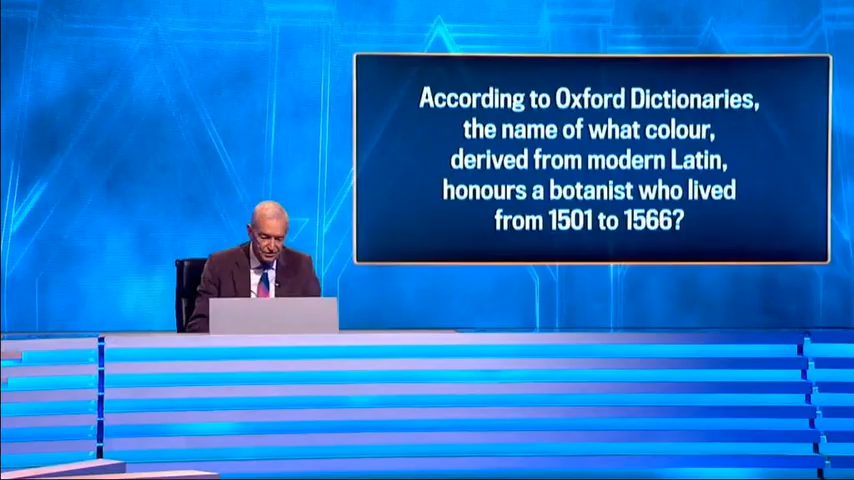 According to Oxford Dictionaries,
the name of what colour,
derived from modern Latin,
honours a botanist who lived
from 1501 to 1566?